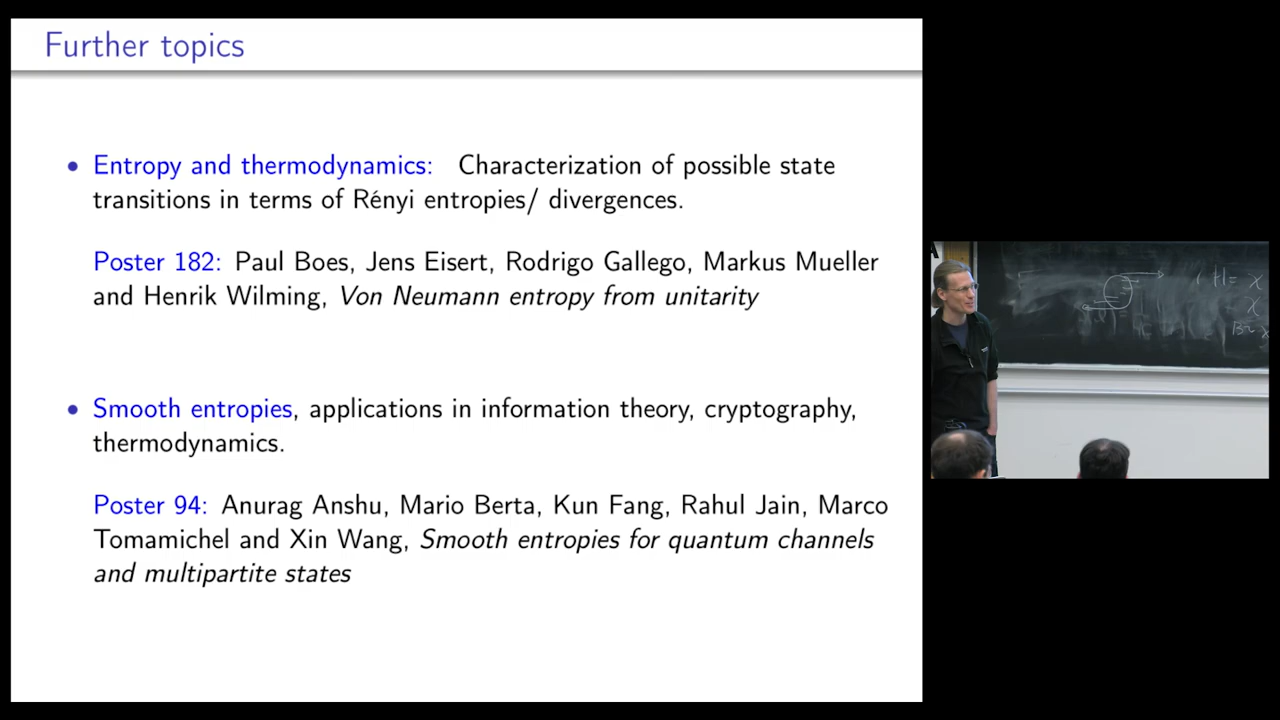 Further topics
• Entropy and thermodynamics: Characterization of possible state
transitions in terms of Rényi entropies/ divergences.
Poster 182: Paul Boes, Jens Eisert, Rodrigo Gallego, Markus Mueller
and Henrik Wilming, Von Neumann entropy from unitarity
• Smooth entropies, applications in information theory, cryptography,
thermodynamics.
Poster 94: Anurag Anshu, Mario Berta, Kun Fang, Rahul Jain, Marco
Tomamichel and Xin Wang, Smooth entropies for quantum channels
and multipartite states